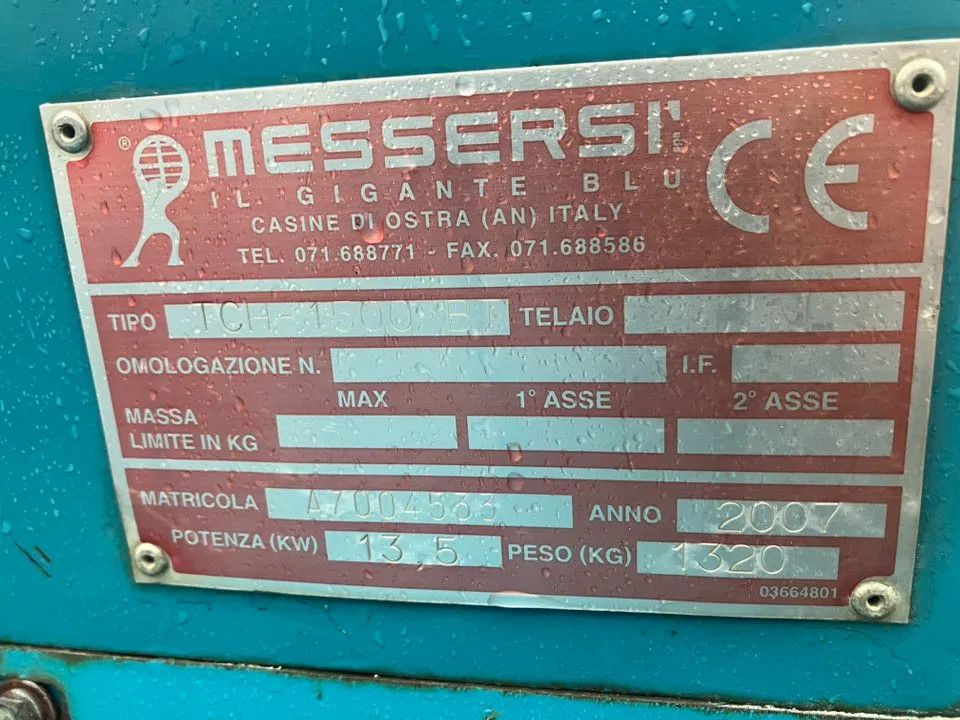 ® MESSERSI' spa
IL GIGANTE BLU
CASINE DI OSTRA (AN) ITALY
TEL. 071.688771 - FAX. 071.688586
CE
TIPO TCH-1500/ TELAIO
OMOLOGAZIONE N. I.F.
MAX 1° ASSE 2° ASSE
MASSA
LIMITE IN KG
MATRICOLA A7004533 ANNO 2007
POTENZA (KW) 13,5 PESO (KG) 1320
03664801